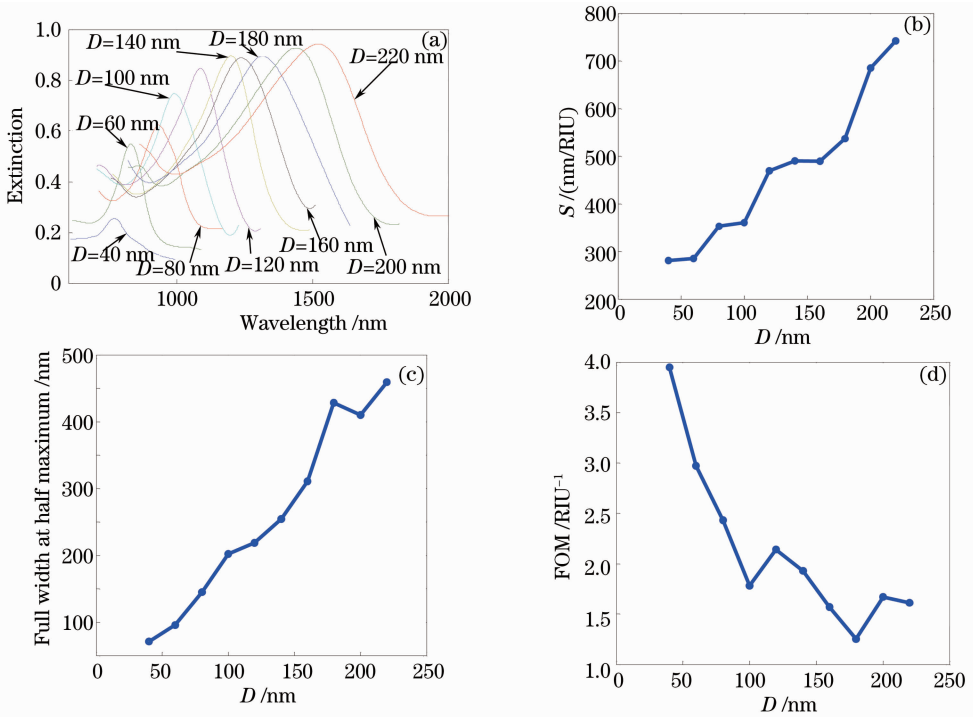 (a)
Extinction
1.0
0.8
0.6
0.4
0.2
0
1000
1500
2000
Wavelength /nm
D=140 nm
D=180 nm
D=220 nm
D=100 nm
D=60 nm
D=40 nm
D=80 nm
D=120 nm
D=160 nm
D=200 nm
(b)
S /(nm/RIU)
800
700
600
500
400
300
200
0
50
100
150
200
250
D /nm
(c)
Full width at half maximum /nm
500
400
300
200
100
0
50
100
150
200
250
D /nm
(d)
FOM /RIU⁻¹
4.0
3.5
3.0
2.5
2.0
1.5
1.0
0
50
100
150
200
250
D /nm